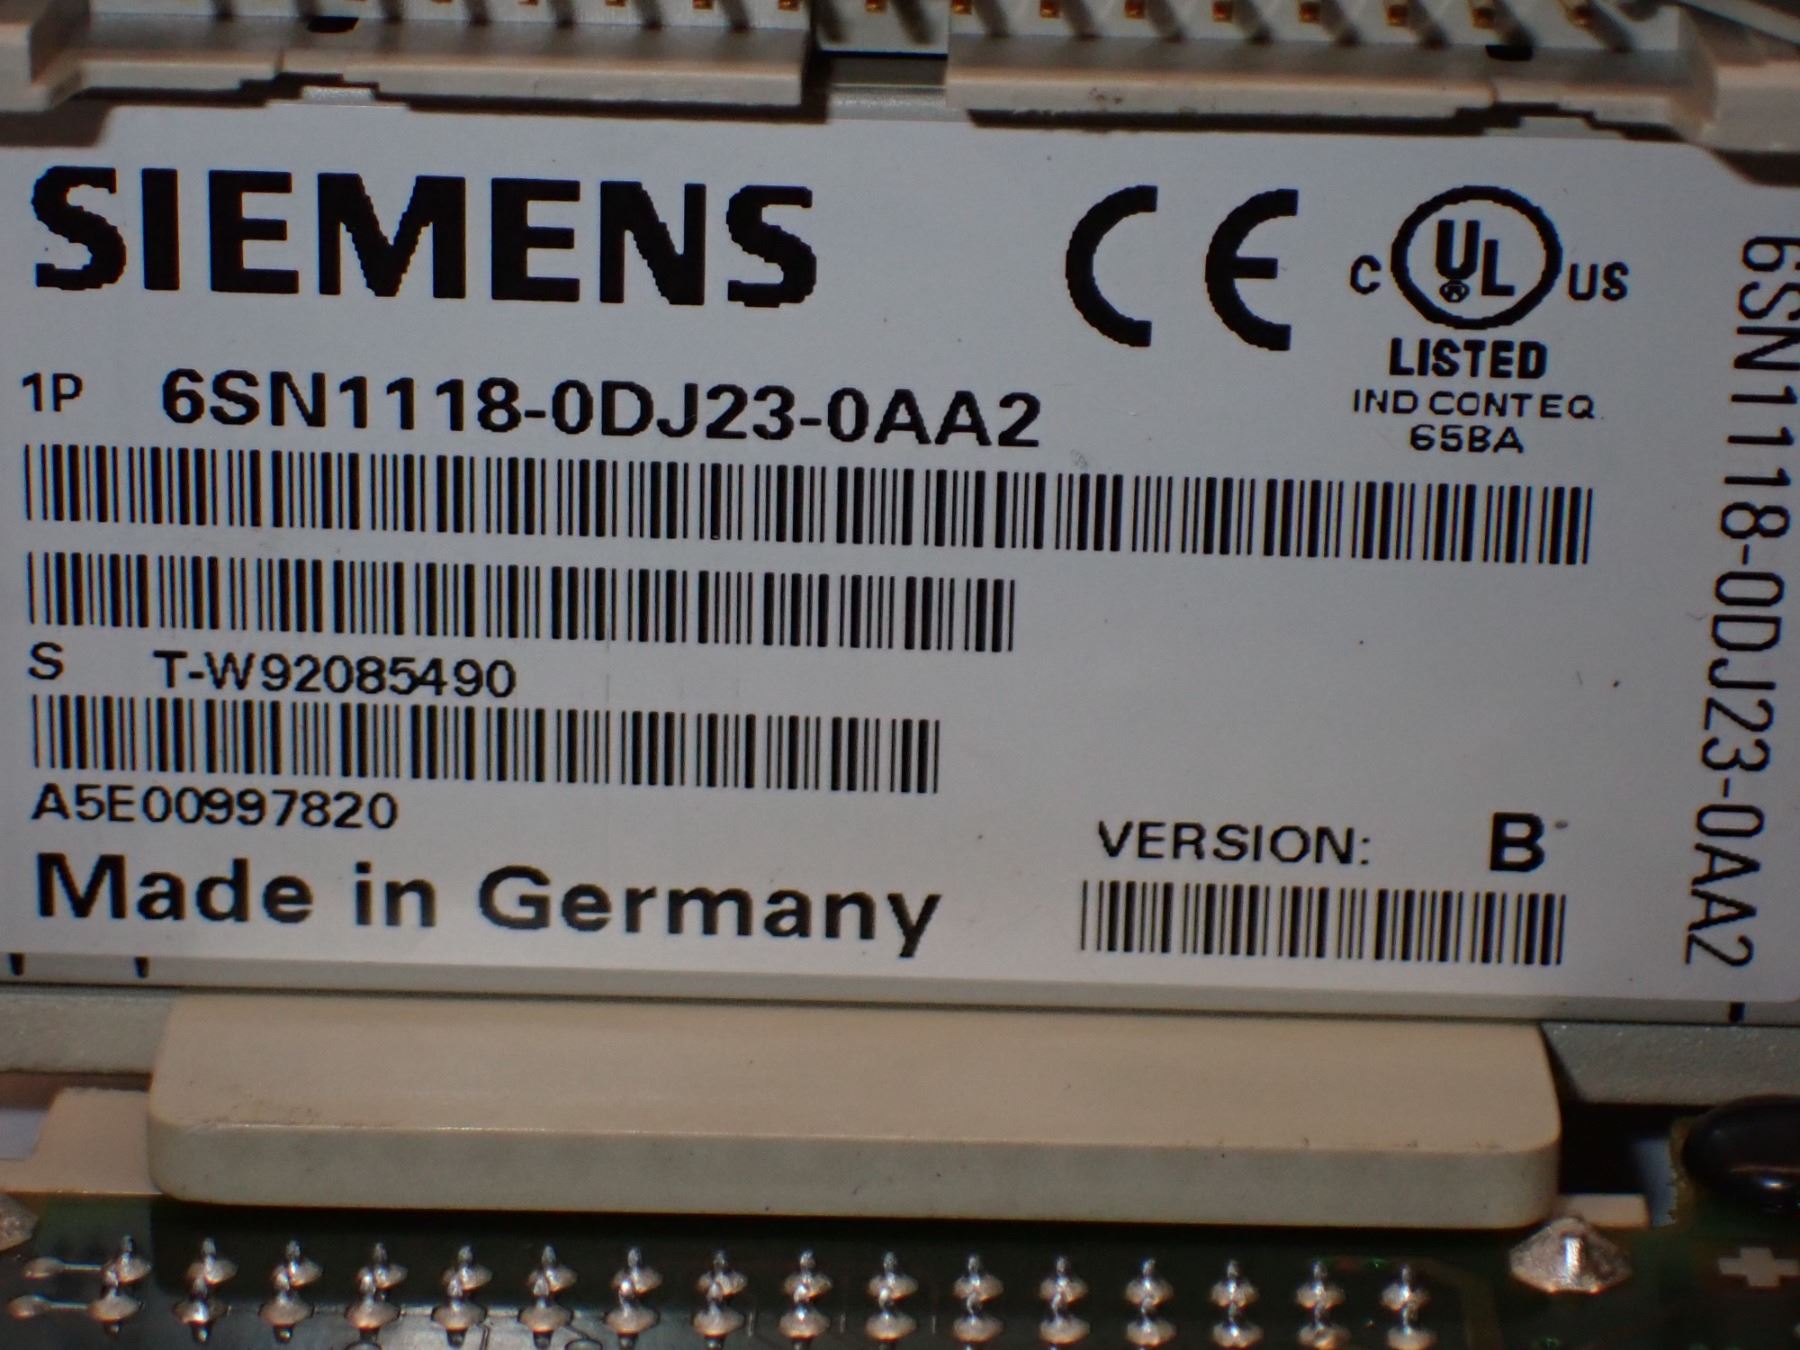 SIEMENS
CE
C UL US
®
LISTED
IND CONT EQ.
65BA
1P 6SN1118-0DJ23-0AA2
S T-W92085490
A5E00997820
Made in Germany
VERSION: B
6SN1118-0DJ23-0AA2